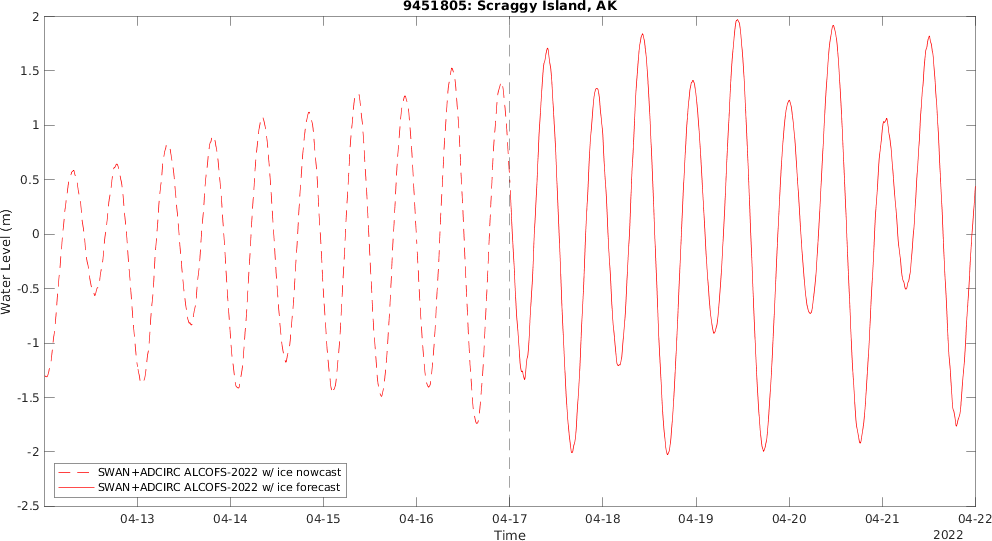 9451805: Scraggy Island, AK
2
1.5
1
0.5
0
-0.5
-1
-1.5
-2
-2.5
Water Level (m)
SWAN+ADCIRC ALCOFS-2022 w/ ice nowcast
SWAN+ADCIRC ALCOFS-2022 w/ ice forecast
04-13 04-14 04-15 04-16 04-17 04-18 04-19 04-20 04-21 04-22
Time
2022